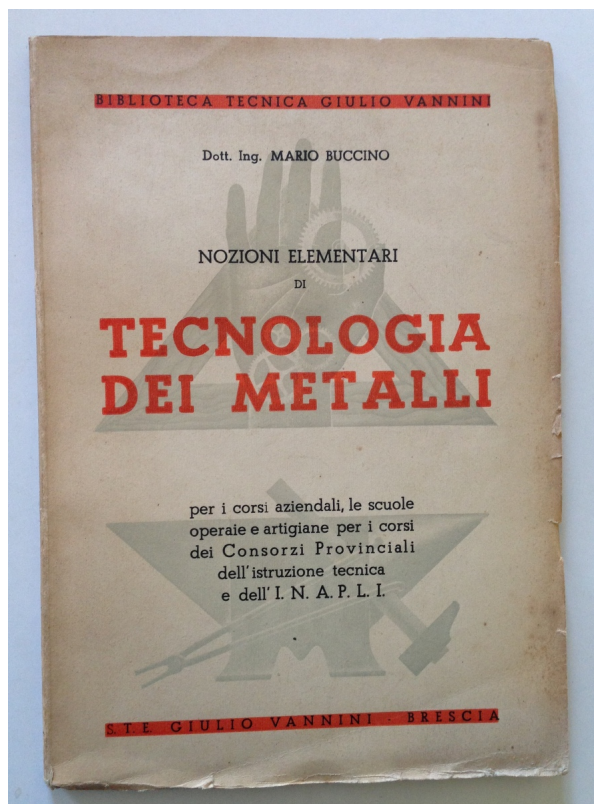 BIBLIOTECA TECNICA GIULIO VANNINI
Dott. Ing. MARIO BUCCINO
NOZIONI ELEMENTARI
DI
TECNOLOGIA
DEI METALLI
per i corsi aziendali, le scuole
operaie e artigiane per i corsi
dei Consorzi Provinciali
dell'istruzione tecnica
e dell' I. N. A. P. L. I.
S. T. E. GIULIO VANNINI - BRESCIA